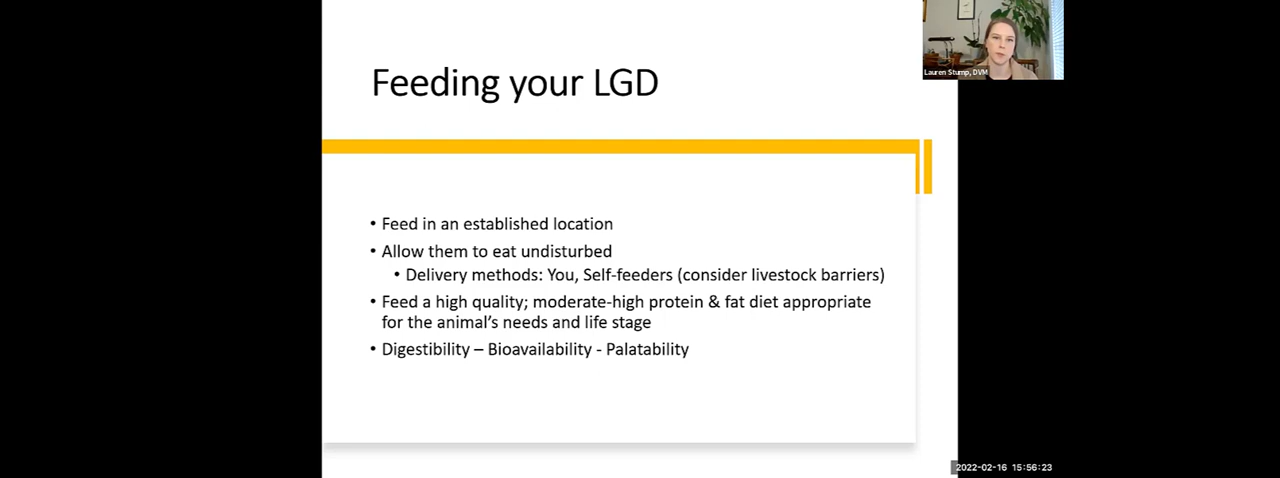 Feeding your LGD
Lauren Stump, DVM
• Feed in an established location
• Allow them to eat undisturbed
• Delivery methods: You, Self-feeders (consider livestock barriers)
• Feed a high quality; moderate-high protein & fat diet appropriate
for the animal’s needs and life stage
• Digestibility – Bioavailability - Palatability
2022-02-16 15:56:23